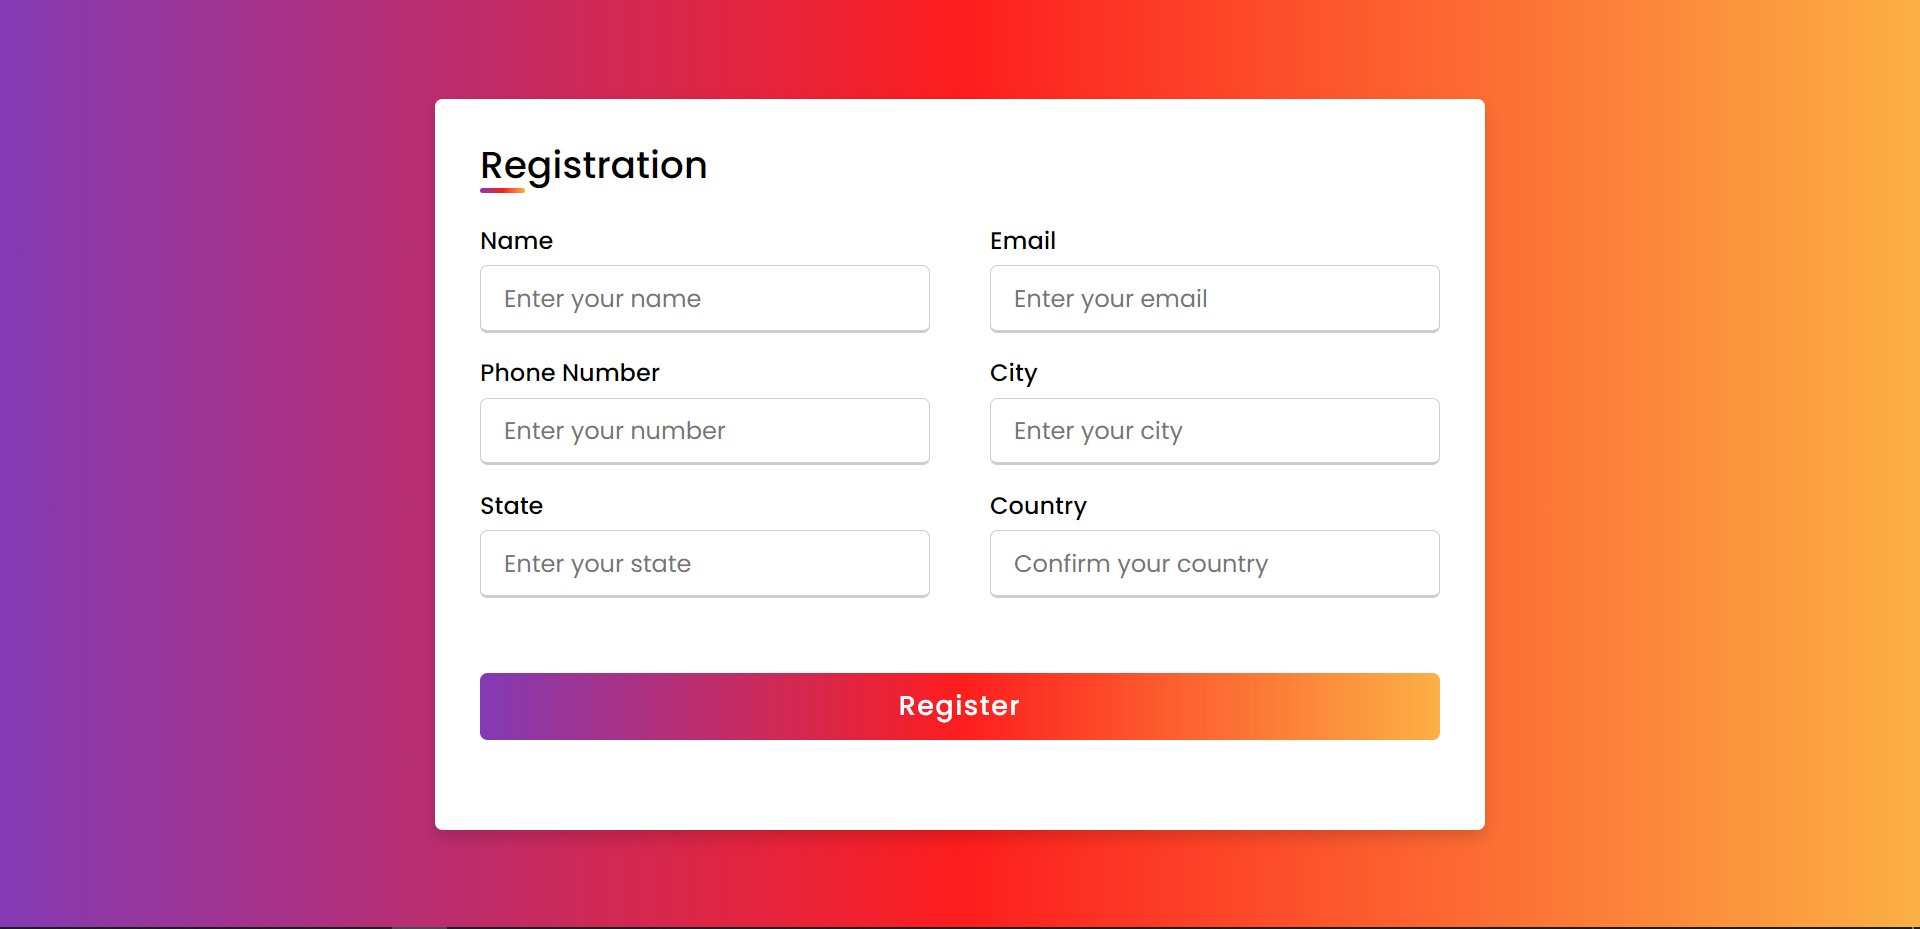 Registration
Name
Email
Enter your name
Enter your email
Phone Number
City
Enter your number
Enter your city
State
Country
Enter your state
Confirm your country
Register